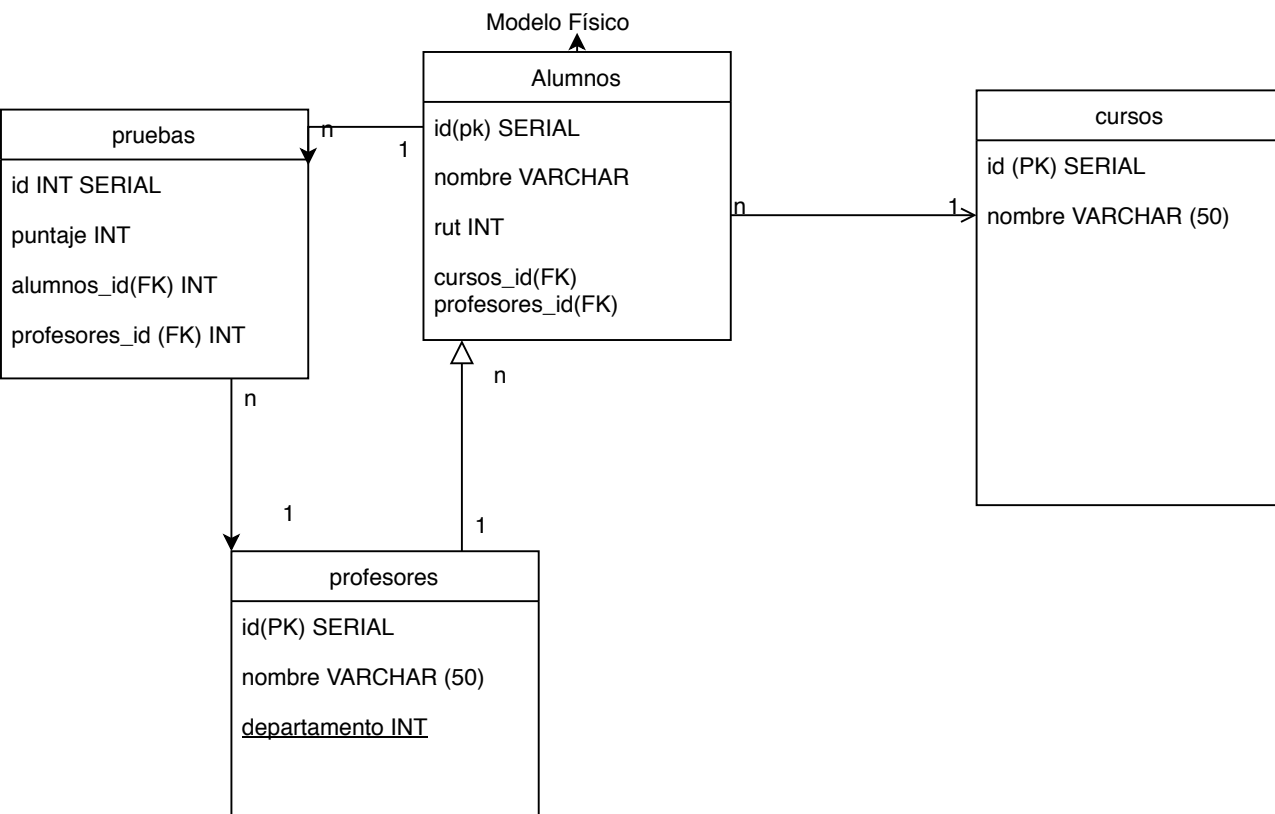 Modelo Físico
Alumnos
id(pk) SERIAL
nombre VARCHAR
rut INT
cursos_id(FK)
profesores_id(FK)
pruebas
id INT SERIAL
puntaje INT
alumnos_id(FK) INT
profesores_id (FK) INT
cursos
id (PK) SERIAL
nombre VARCHAR (50)
profesores
id(PK) SERIAL
nombre VARCHAR (50)
departamento INT
n
1
n
1
n
1
n
1